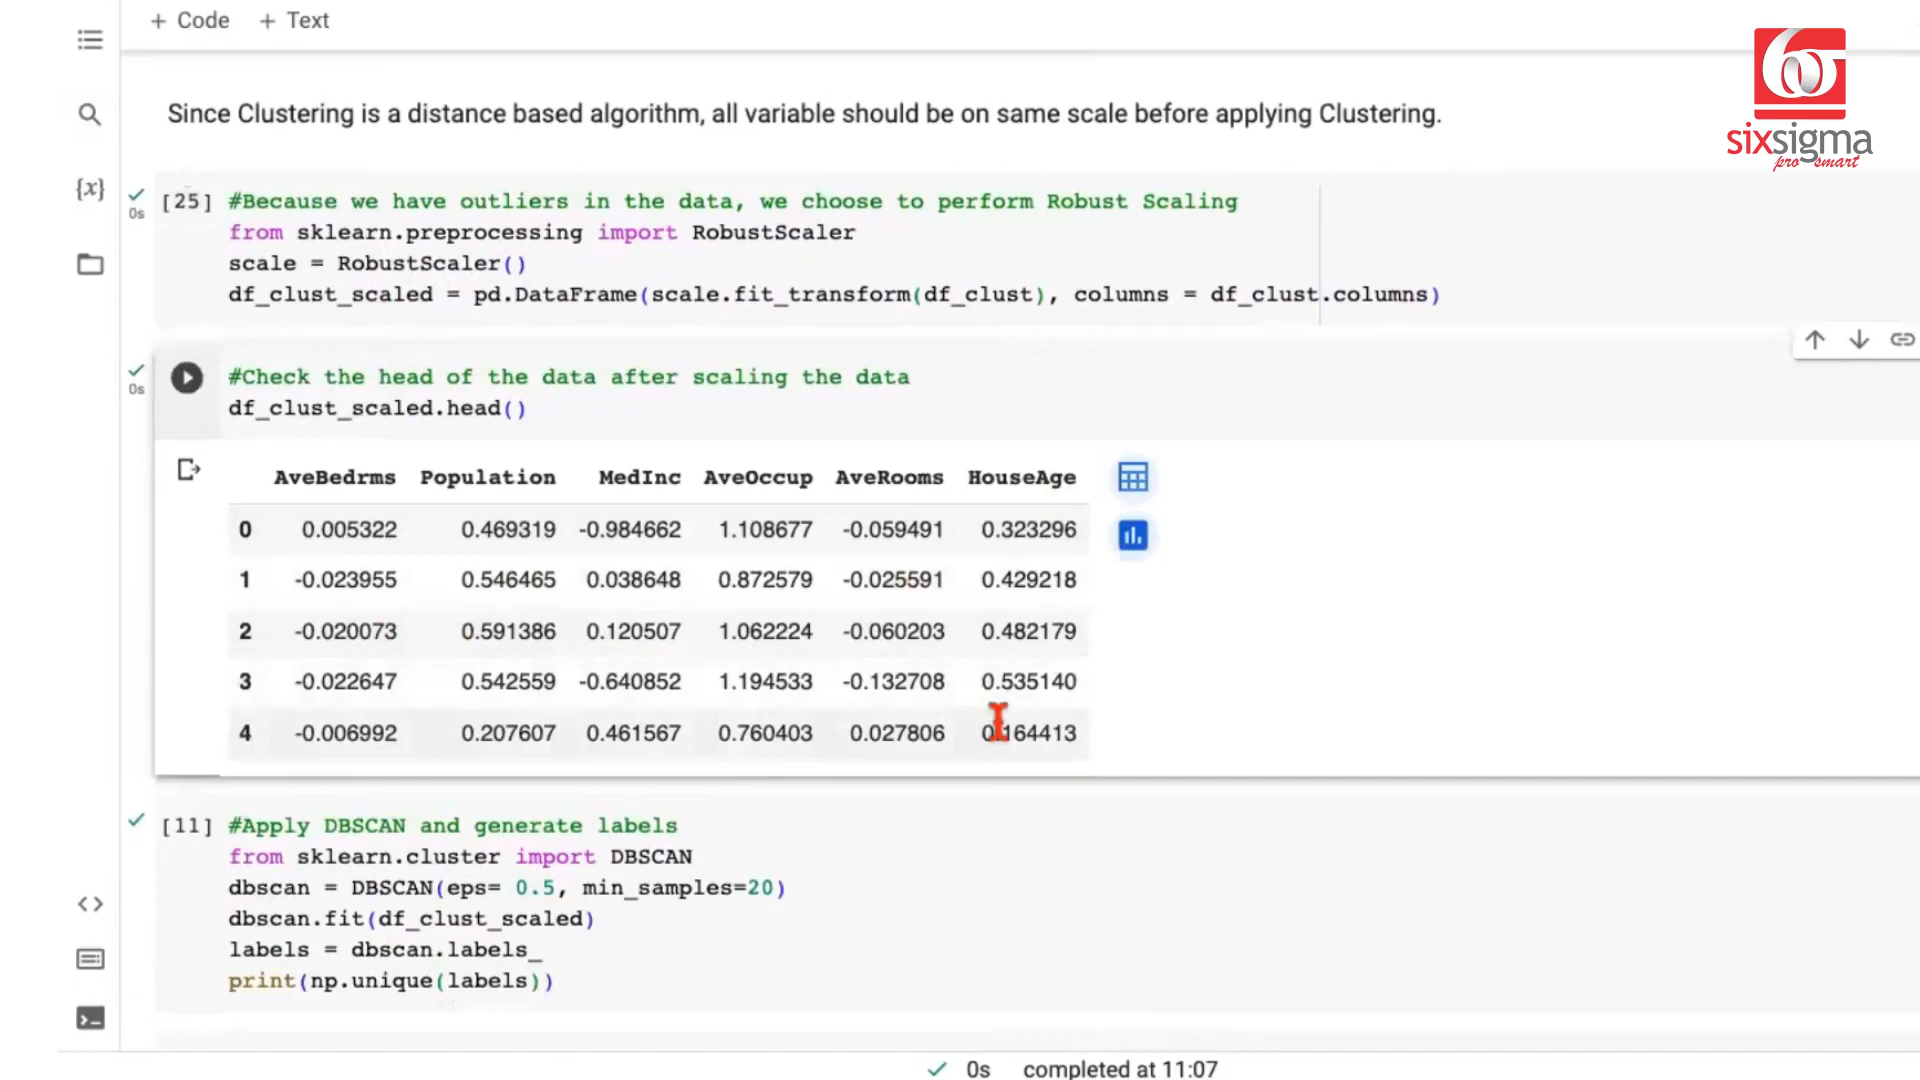 + Code + Text
Since Clustering is a distance based algorithm, all variable should be on same scale before applying Clustering.
{x}
0s
[25] #Because we have outliers in the data, we choose to perform Robust Scaling
from sklearn.preprocessing import RobustScaler
scale = RobustScaler()
df_clust_scaled = pd.DataFrame(scale.fit_transform(df_clust), columns = df_clust.columns)
0s
#Check the head of the data after scaling the data
df_clust_scaled.head()
AveBedrms Population MedInc AveOccup AveRooms HouseAge
0 0.005322 0.469319 -0.984662 1.108677 -0.059491 0.323296
1 -0.023955 0.546465 0.038648 0.872579 -0.025591 0.429218
2 -0.020073 0.591386 0.120507 1.062224 -0.060203 0.482179
3 -0.022647 0.542559 -0.640852 1.194533 -0.132708 0.535140
4 -0.006992 0.207607 0.461567 0.760403 0.027806 0.164413
[11] #Apply DBSCAN and generate labels
from sklearn.cluster import DBSCAN
dbscan = DBSCAN(eps= 0.5, min_samples=20)
dbscan.fit(df_clust_scaled)
labels = dbscan.labels_
print(np.unique(labels))
0s completed at 11:07
6σ
sixsigma
pro smart